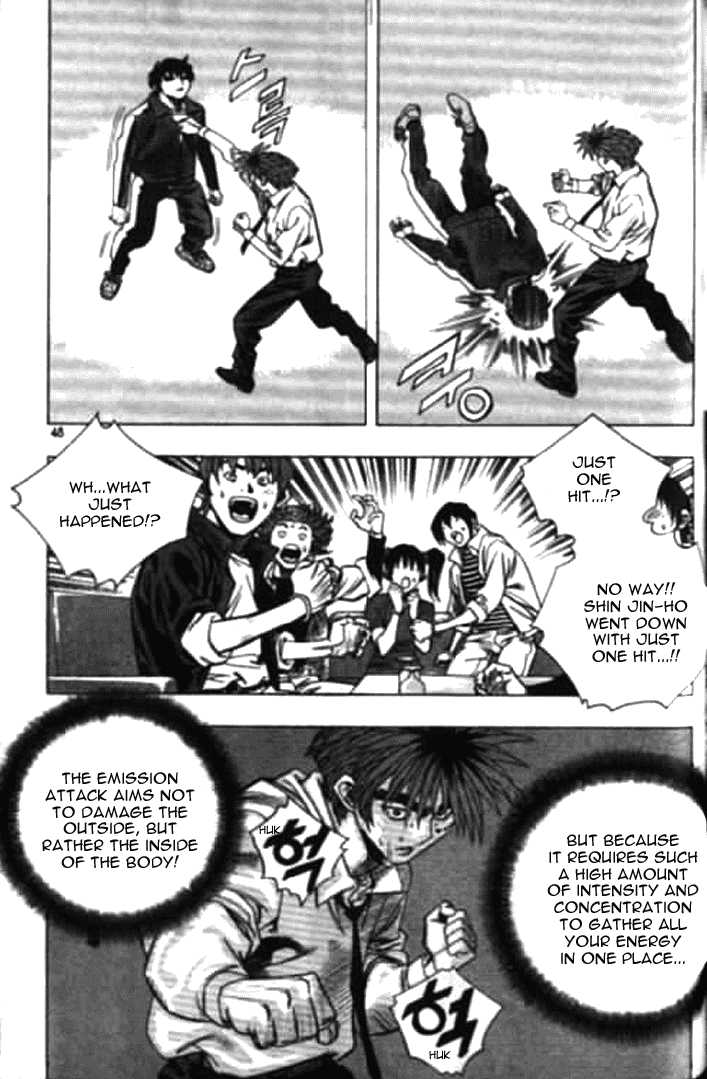 48
WH...WHAT
JUST
HAPPENED!?
JUST
ONE
HIT...!?
NO WAY!!
SHIN JIN-HO
WENT DOWN
WITH JUST
ONE HIT...!!
THE EMISSION
ATTACK AIMS NOT
TO DAMAGE THE
OUTSIDE, BUT
RATHER THE INSIDE
OF THE BODY!
HUK
헉
BUT BECAUSE
IT REQUIRES SUCH
A HIGH AMOUNT
OF INTENSITY AND
CONCENTRATION
TO GATHER ALL
YOUR ENERGY
IN ONE PLACE...
헉
HUK